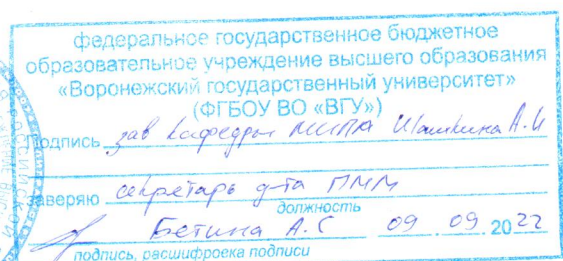 федеральное государственное бюджетное
образовательное учреждение высшего образования
«Воронежский государственный университет»
(ФГБОУ ВО «ВГУ»)
Подпись зав кафедры МиПА Шашкина А.И
заверяю секретарь ф-та ПММ
должность
Бетина А.С 09 09 2022
подпись, расшифровка подписи